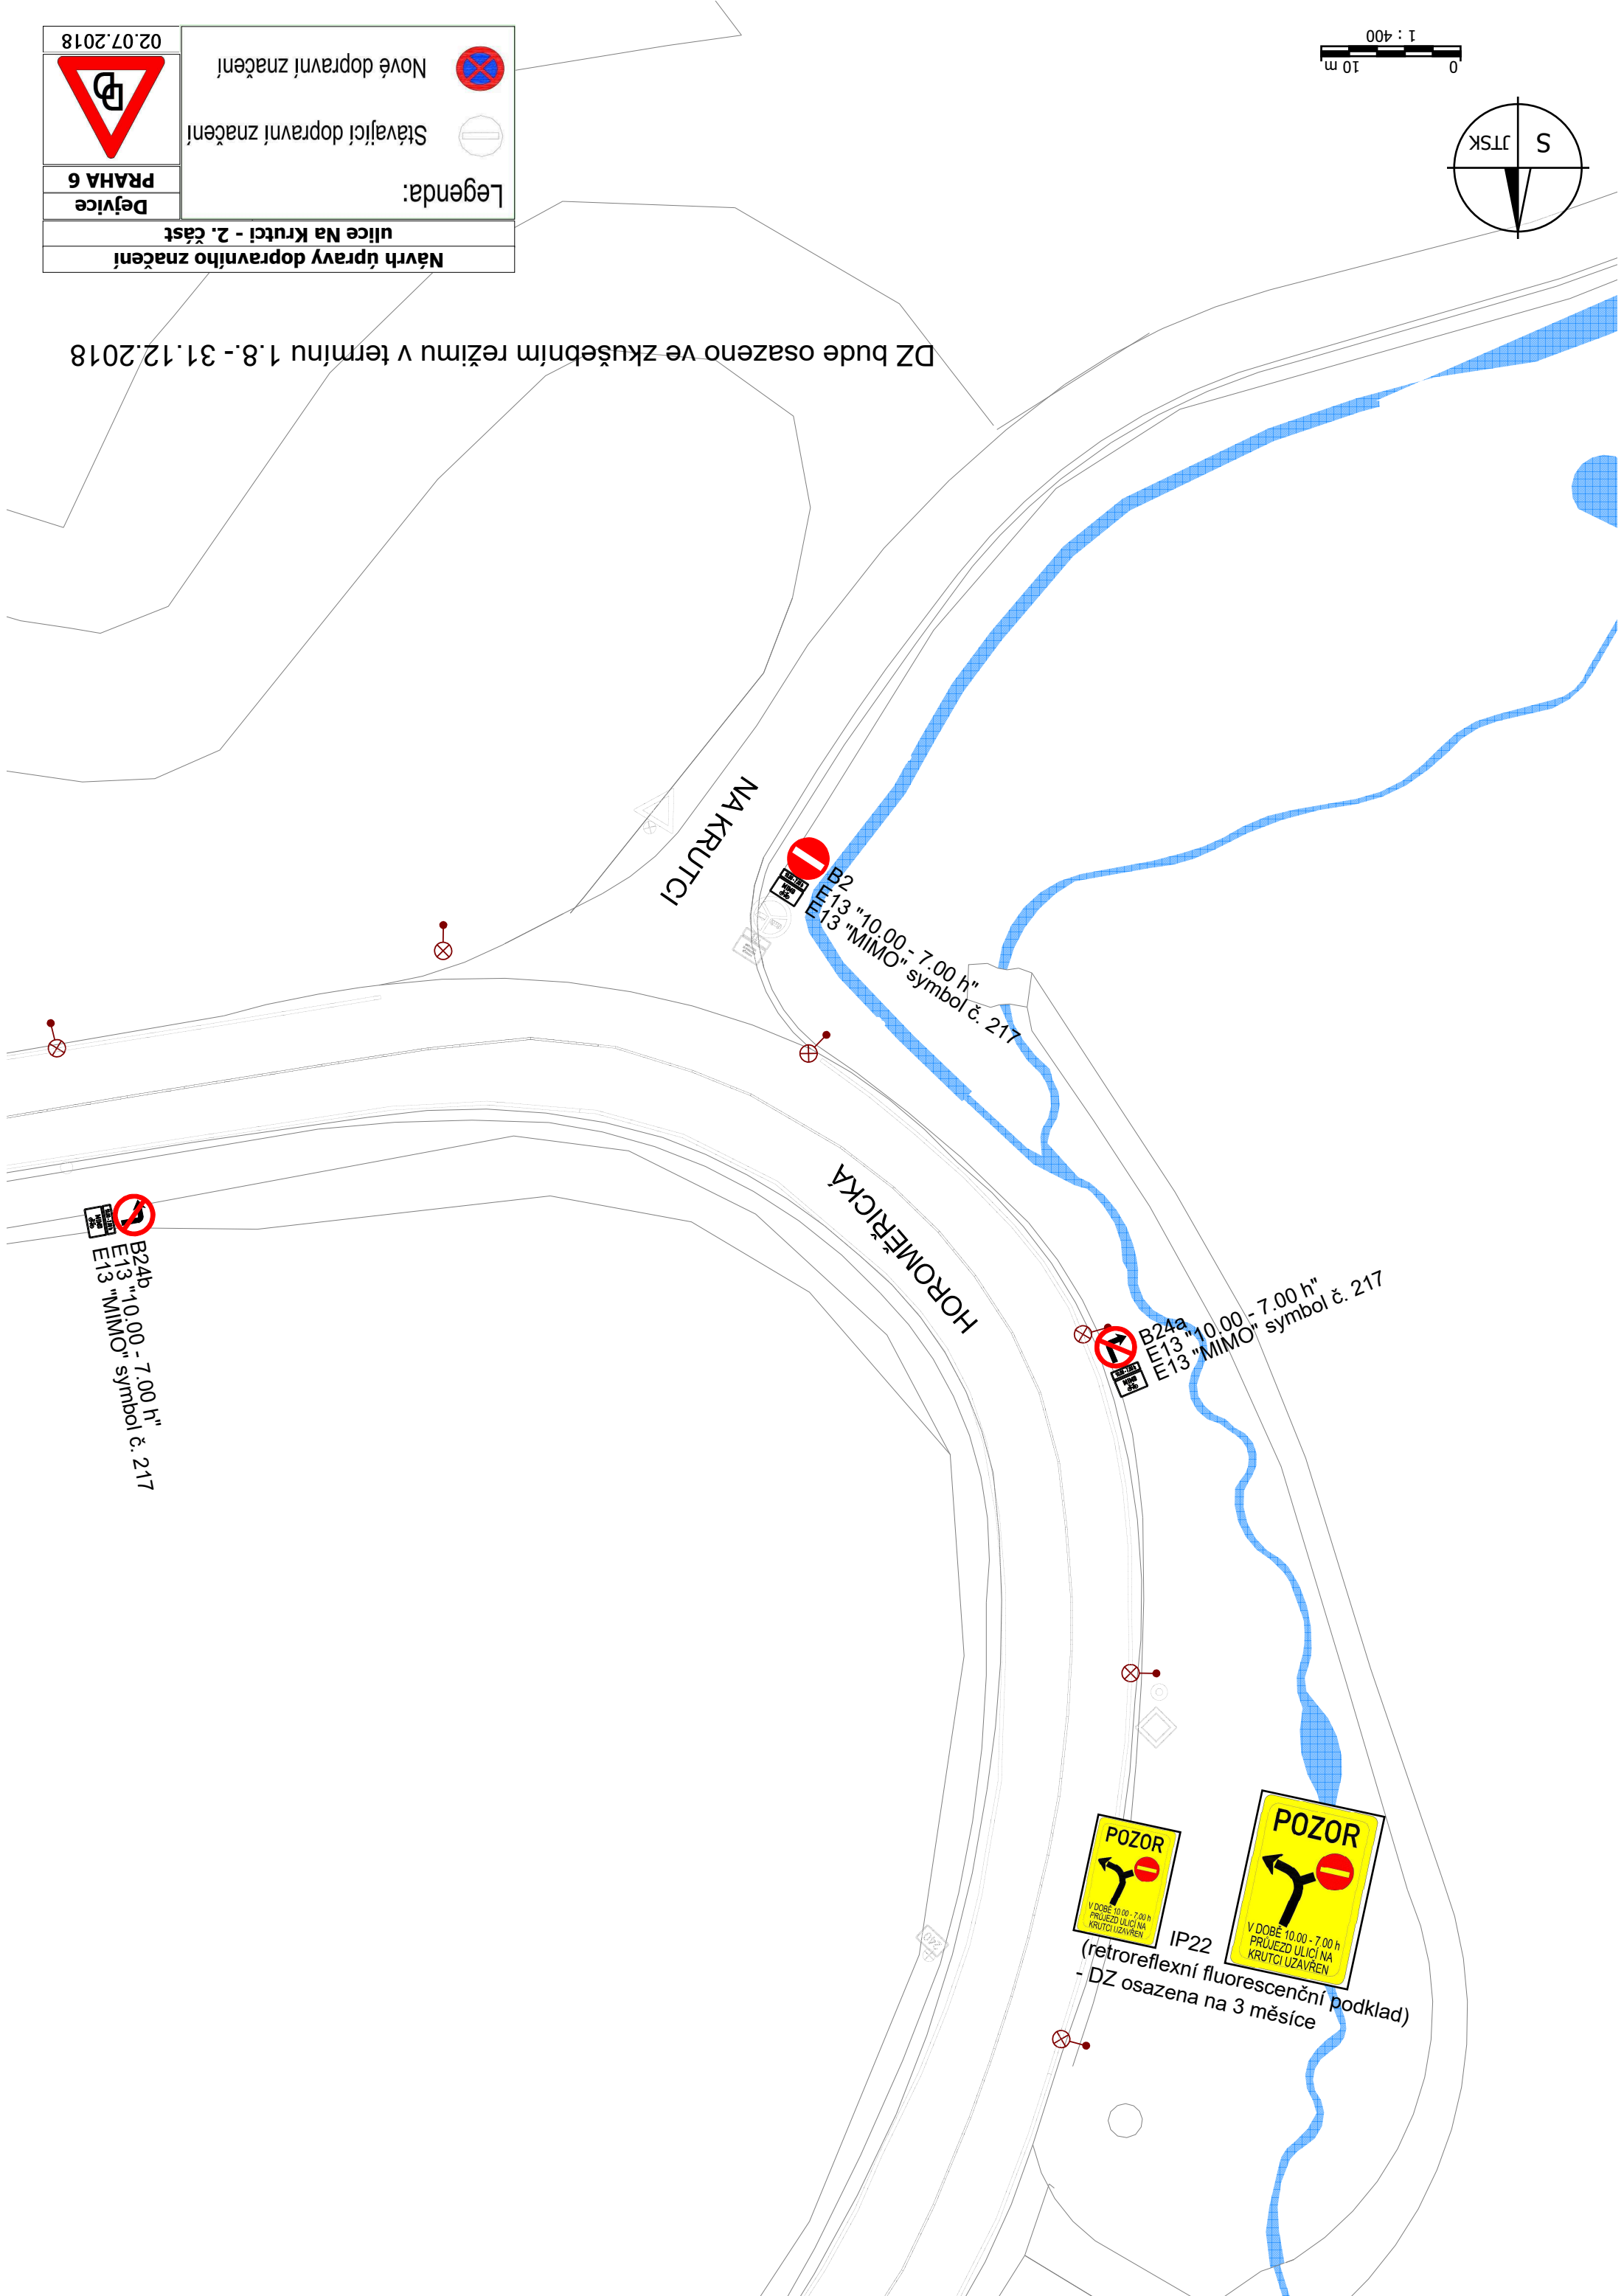 Návrh úpravy dopravního značení
ulice Na Krutci - 2. část
Dejvice
PRAHA 6
02.07.2018
Legenda:
Stávající dopravní značení
Nové dopravní značení
DZ bude osazeno ve zkušebním režimu v termínu 1.8.- 31.12.2018
0 10 m
1 : 400
S
JTSK
NA KRUTCI
B2
E13 "10.00 - 7.00 h"
E13 "MIMO" symbol č. 217
HOROMĚŘICKÁ
B24b
E13 "10.00 - 7.00 h"
E13 "MIMO" symbol č. 217
B24a
E13 "10.00 - 7.00 h"
E13 "MIMO" symbol č. 217
POZOR
V DOBĚ 10.00 - 7.00 h
PRŮJEZD ULICÍ NA
KRUTCI UZAVŘEN
POZOR
V DOBĚ 10.00 - 7.00 h
PRŮJEZD ULICÍ NA
KRUTCI UZAVŘEN
IP22
(retroreflexní fluorescenční podklad)
- DZ osazena na 3 měsíce
240